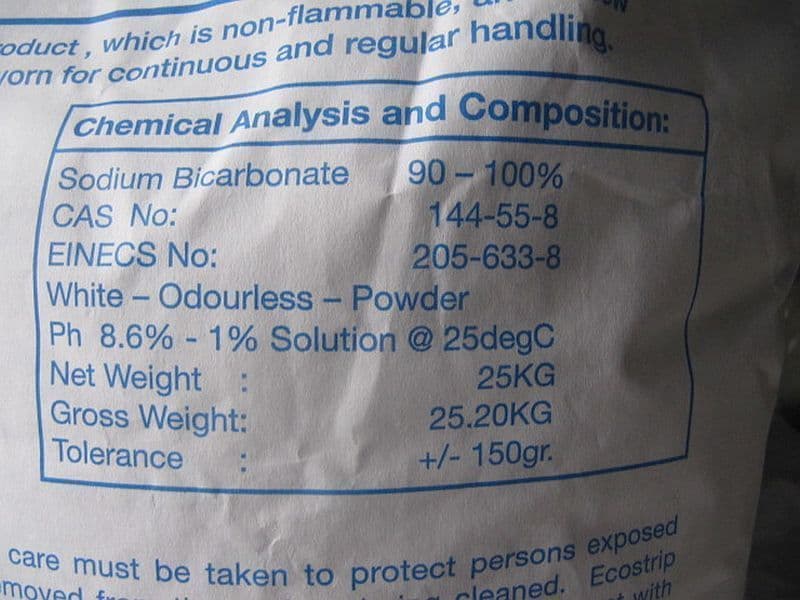 oduct, which is non-flammable,
orn for continuous and regular handling.
Chemical Analysis and Composition:
Sodium Bicarbonate 90 – 100%
CAS No: 144-55-8
EINECS No: 205-633-8
White – Odourless – Powder
Ph 8.6% - 1% Solution @ 25degC
Net Weight : 25KG
Gross Weight: 25.20KG
Tolerance : +/- 150gr.
care must be taken to protect persons exposed
moved cleaned. Ecostrip
with